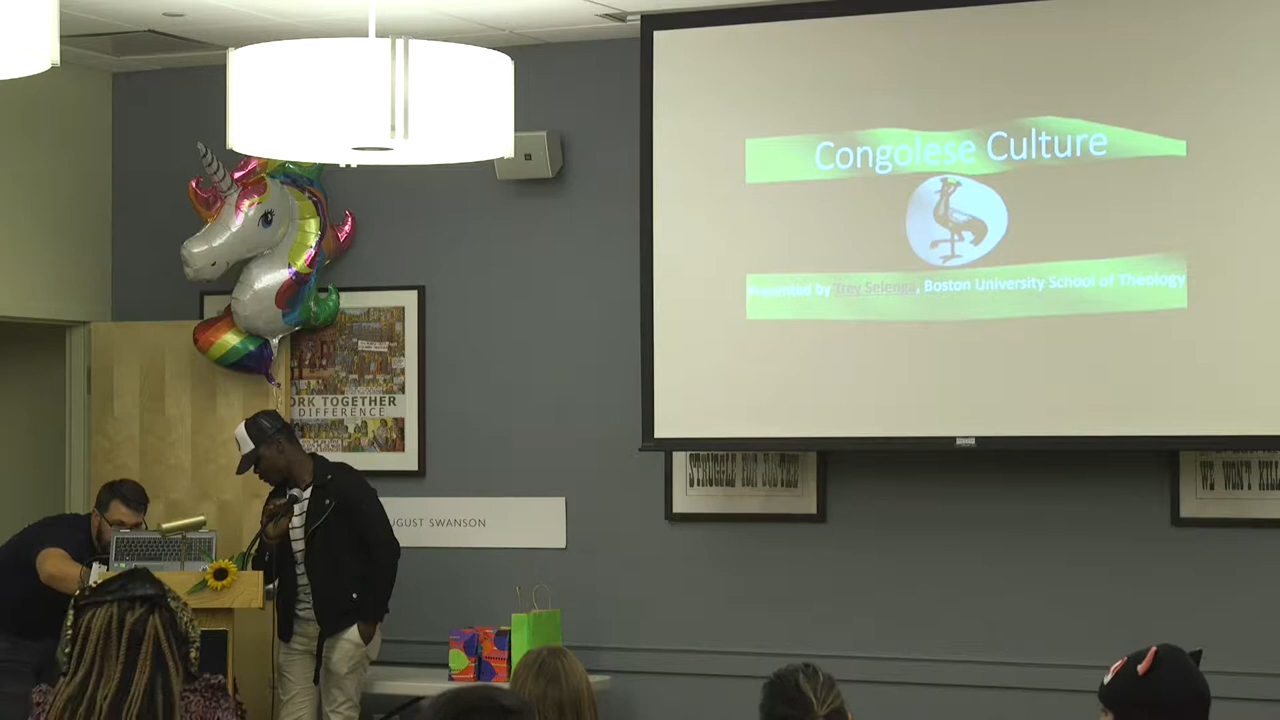 Congolese Culture
Presented by Trey Selenga, Boston University School of Theology
ORK TOGETHER
DIFFERENCE
UGUST SWANSON
STRUGGLE FOR
WE WON'T KILL